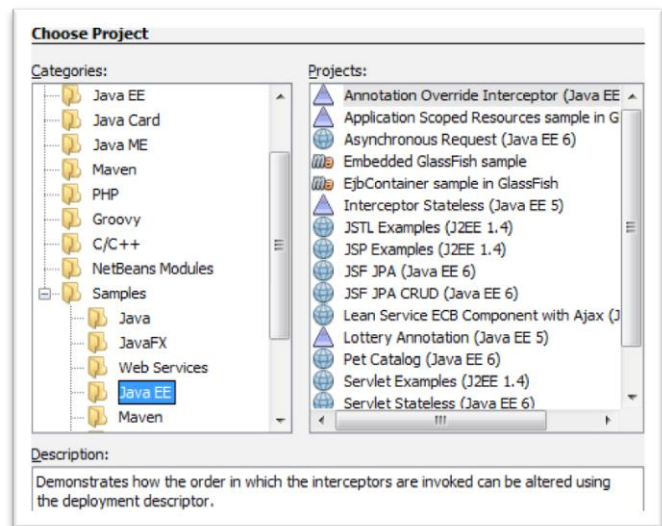 Choose Project
Categories:
Java EE
Java Card
Java ME
Maven
PHP
Groovy
C/C++
NetBeans Modules
Samples
Java
JavaFX
Web Services
Java EE
Maven
Projects:
Annotation Override Interceptor (Java EE
Application Scoped Resources sample in G
Asynchronous Request (Java EE 6)
Embedded GlassFish sample
EjbContainer sample in GlassFish
Interceptor Stateless (Java EE 5)
JSTL Examples (J2EE 1.4)
JSP Examples (J2EE 1.4)
JSF JPA (Java EE 6)
JSF JPA CRUD (Java EE 6)
Lean Service ECB Component with Ajax (J
Lottery Annotation (Java EE 5)
Pet Catalog (Java EE 6)
Servlet Examples (J2EE 1.4)
Servlet Stateless (Java EE 6)
Description:
Demonstrates how the order in which the interceptors are invoked can be altered using
the deployment descriptor.